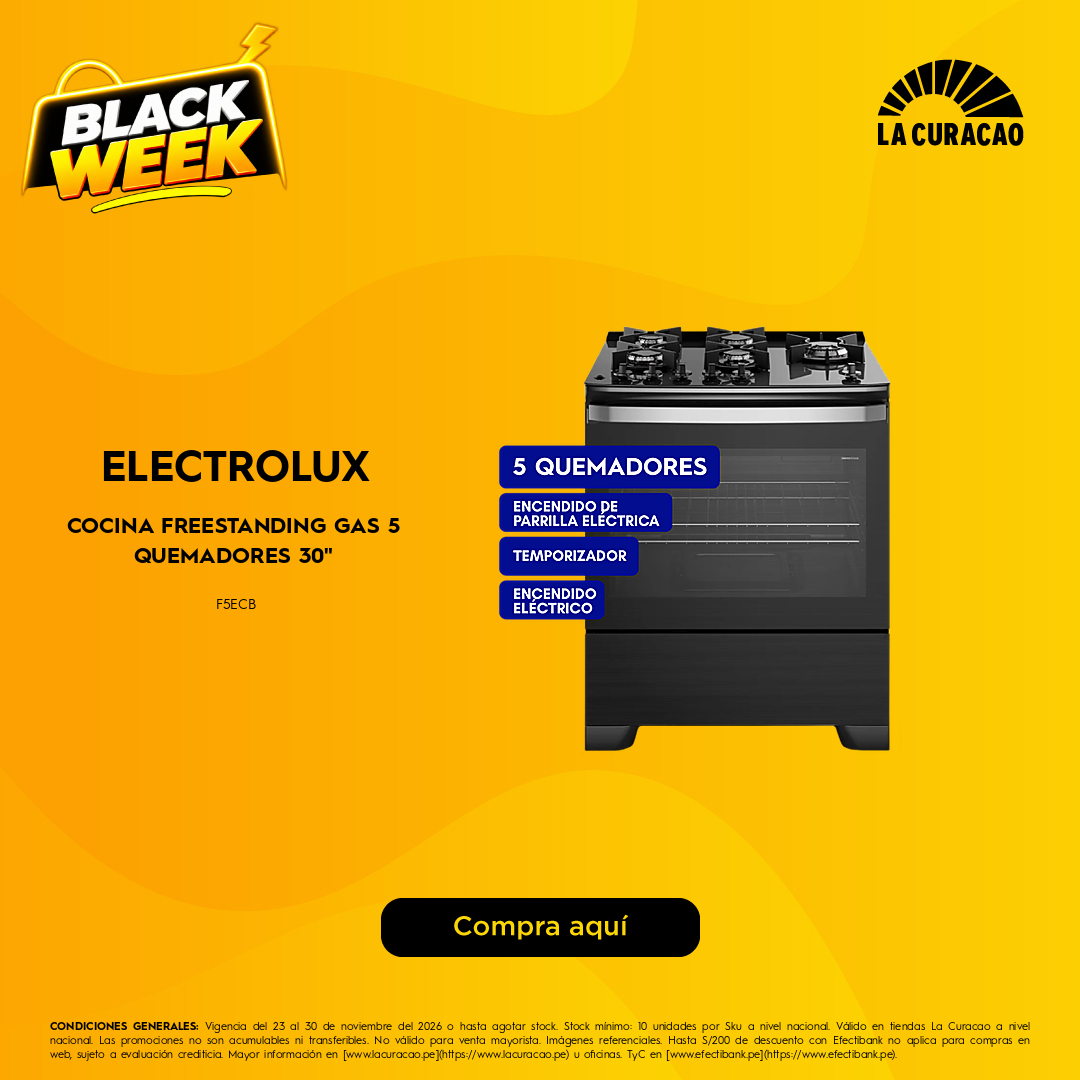 BLACK
WEEK
LA CURACAO
ELECTROLUX
COCINA FREESTANDING GAS 5
QUEMADORES 30"
F5ECB
5 QUEMADORES
ENCENDIDO DE
PARRILLA ELÉCTRICA
TEMPORIZADOR
ENCENDIDO
ELÉCTRICO
Compra aquí
CONDICIONES GENERALES: Vigencia del 23 al 30 de noviembre del 2026 o hasta agotar stock. Stock mínimo: 10 unidades por Sku a nivel nacional. Válido en tiendas La Curacao a nivel
nacional. Las promociones no son acumulables ni transferibles. No válido para venta mayorista. Imágenes referenciales. Hasta S/200 de descuento con Efectibank no aplica para compras en
web, sujeto a evaluación crediticia. Mayor información en [www.lacuracao.pe](https://www.lacuracao.pe) u oficinas. TyC en [www.efectibank.pe](https://www.efectibank.pe).